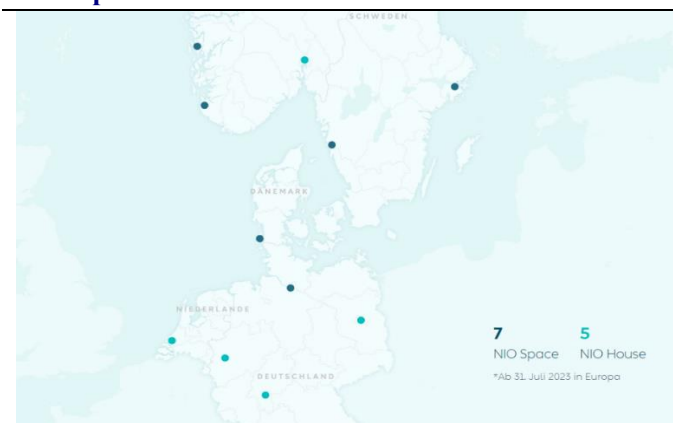 SCHWEDEN
DÄNEMARK
NIEDERLANDE
DEUTSCHLAND
7 5
NIO Space NIO House
*Ab 31. Juli 2023 in Europa